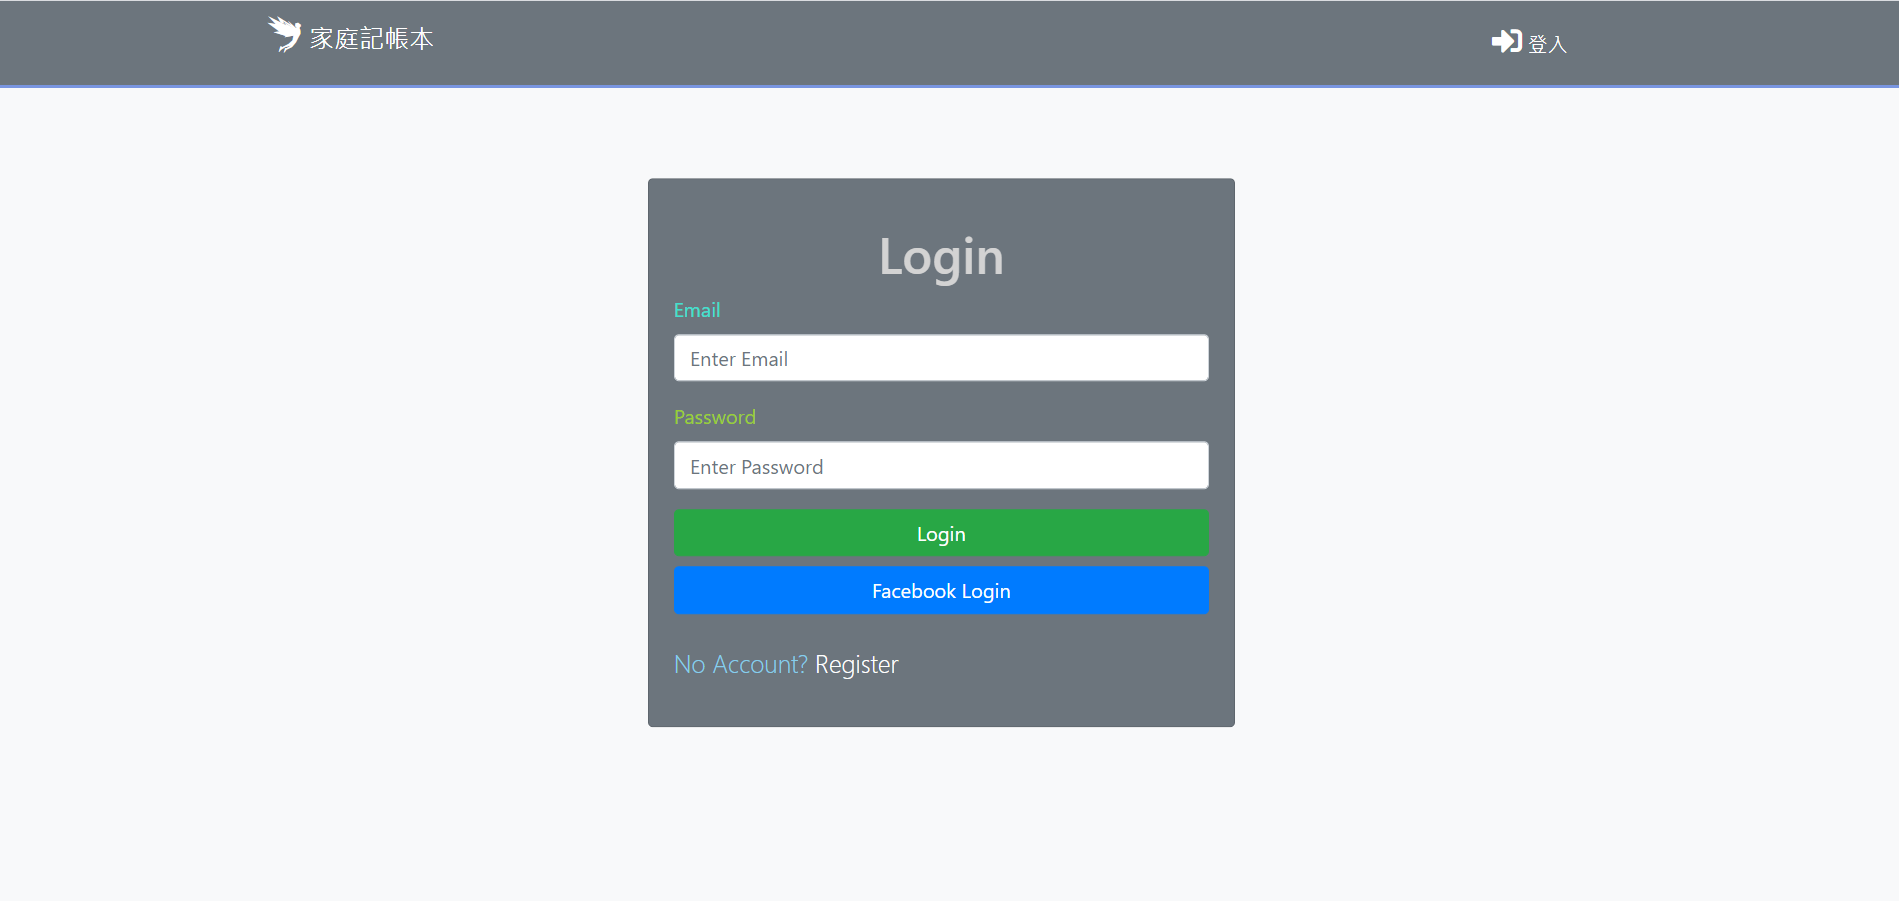 家庭記帳本
登入
Login
Email
Enter Email
Password
Enter Password
Login
Facebook Login
No Account? Register